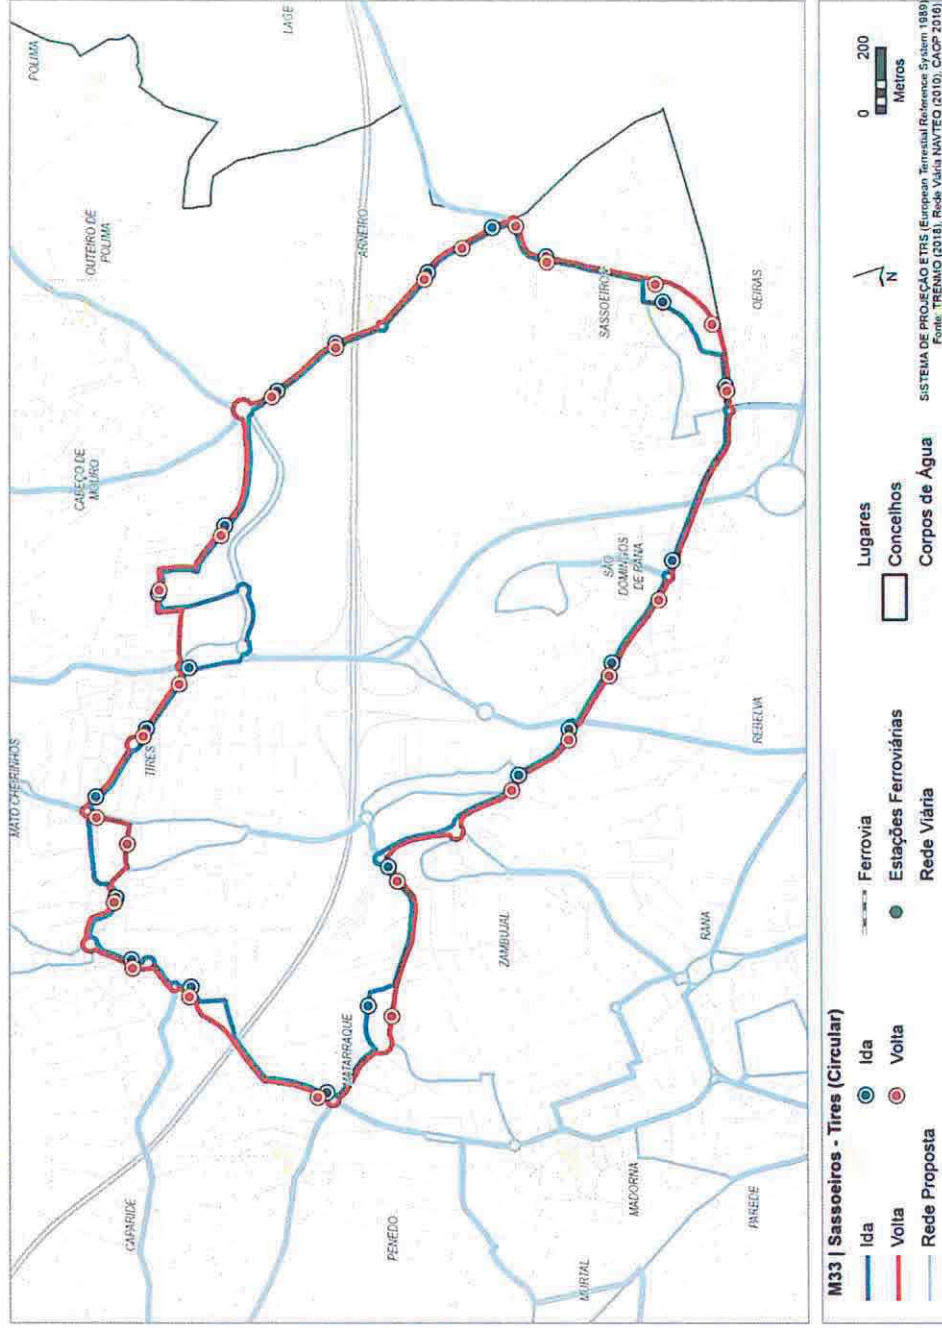 POLIMA
LAGE
OUTEIRO DE
POLIMA
ARNEIRO
CABEÇO DE
MOURO
SASSOEIROS
OEIRAS
SÃO
DOMINGOS
DE RANA
MATO CHEIRINHOS
TIRES
REBELVA
ZAMBUJAL
RANA
MATARRAQUE
CAPARIDE
PENEDO
MADORNA
MURTAL
PAREDE
M33 | Sassoeiros - Tires (Circular)
Ida
Volta
Rede Proposta
Ida
Volta
Ferrovia
Estações Ferroviárias
Rede Viária
Lugares
Concelhos
Corpos de Água
N
0 200
Metros
SISTEMA DE PROJEÇÃO ETRS (European Terrestial Reference System 1989)
Fonte: TRENMO (2018), Rede Viária NAVTEQ (2010), CAOP 2016)